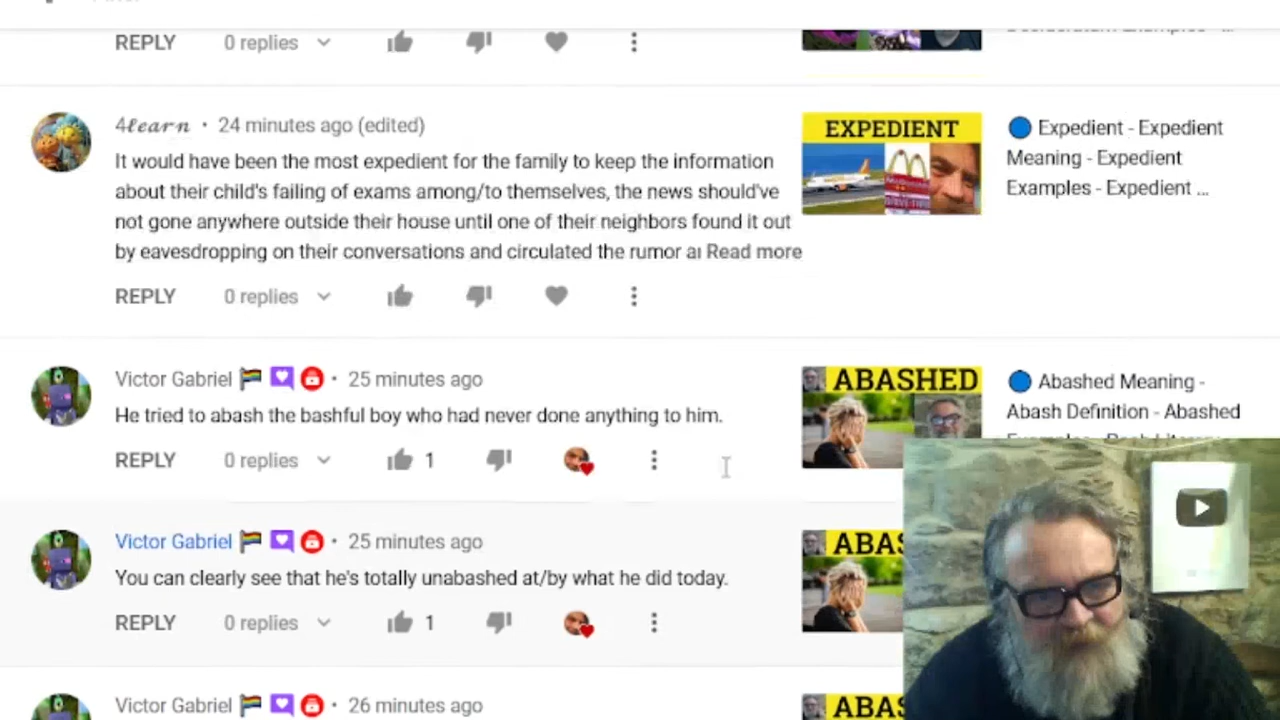 REPLY 0 replies
4learn · 24 minutes ago (edited)
It would have been the most expedient for the family to keep the information
about their child's failing of exams among/to themselves, the news should've
not gone anywhere outside their house until one of their neighbors found it out
by eavesdropping on their conversations and circulated the rumor Read more
REPLY 0 replies
EXPEDIENT
Expedient - Expedient
Meaning - Expedient
Examples - Expedient ...
Victor Gabriel · 25 minutes ago
He tried to abash the bashful boy who had never done anything to him.
REPLY 0 replies 1
ABASHED
Abashed Meaning -
Abash Definition - Abashed
Victor Gabriel · 25 minutes ago
You can clearly see that he's totally unabashed at/by what he did today.
REPLY 0 replies 1
ABAS
Victor Gabriel · 26 minutes ago
ABAS